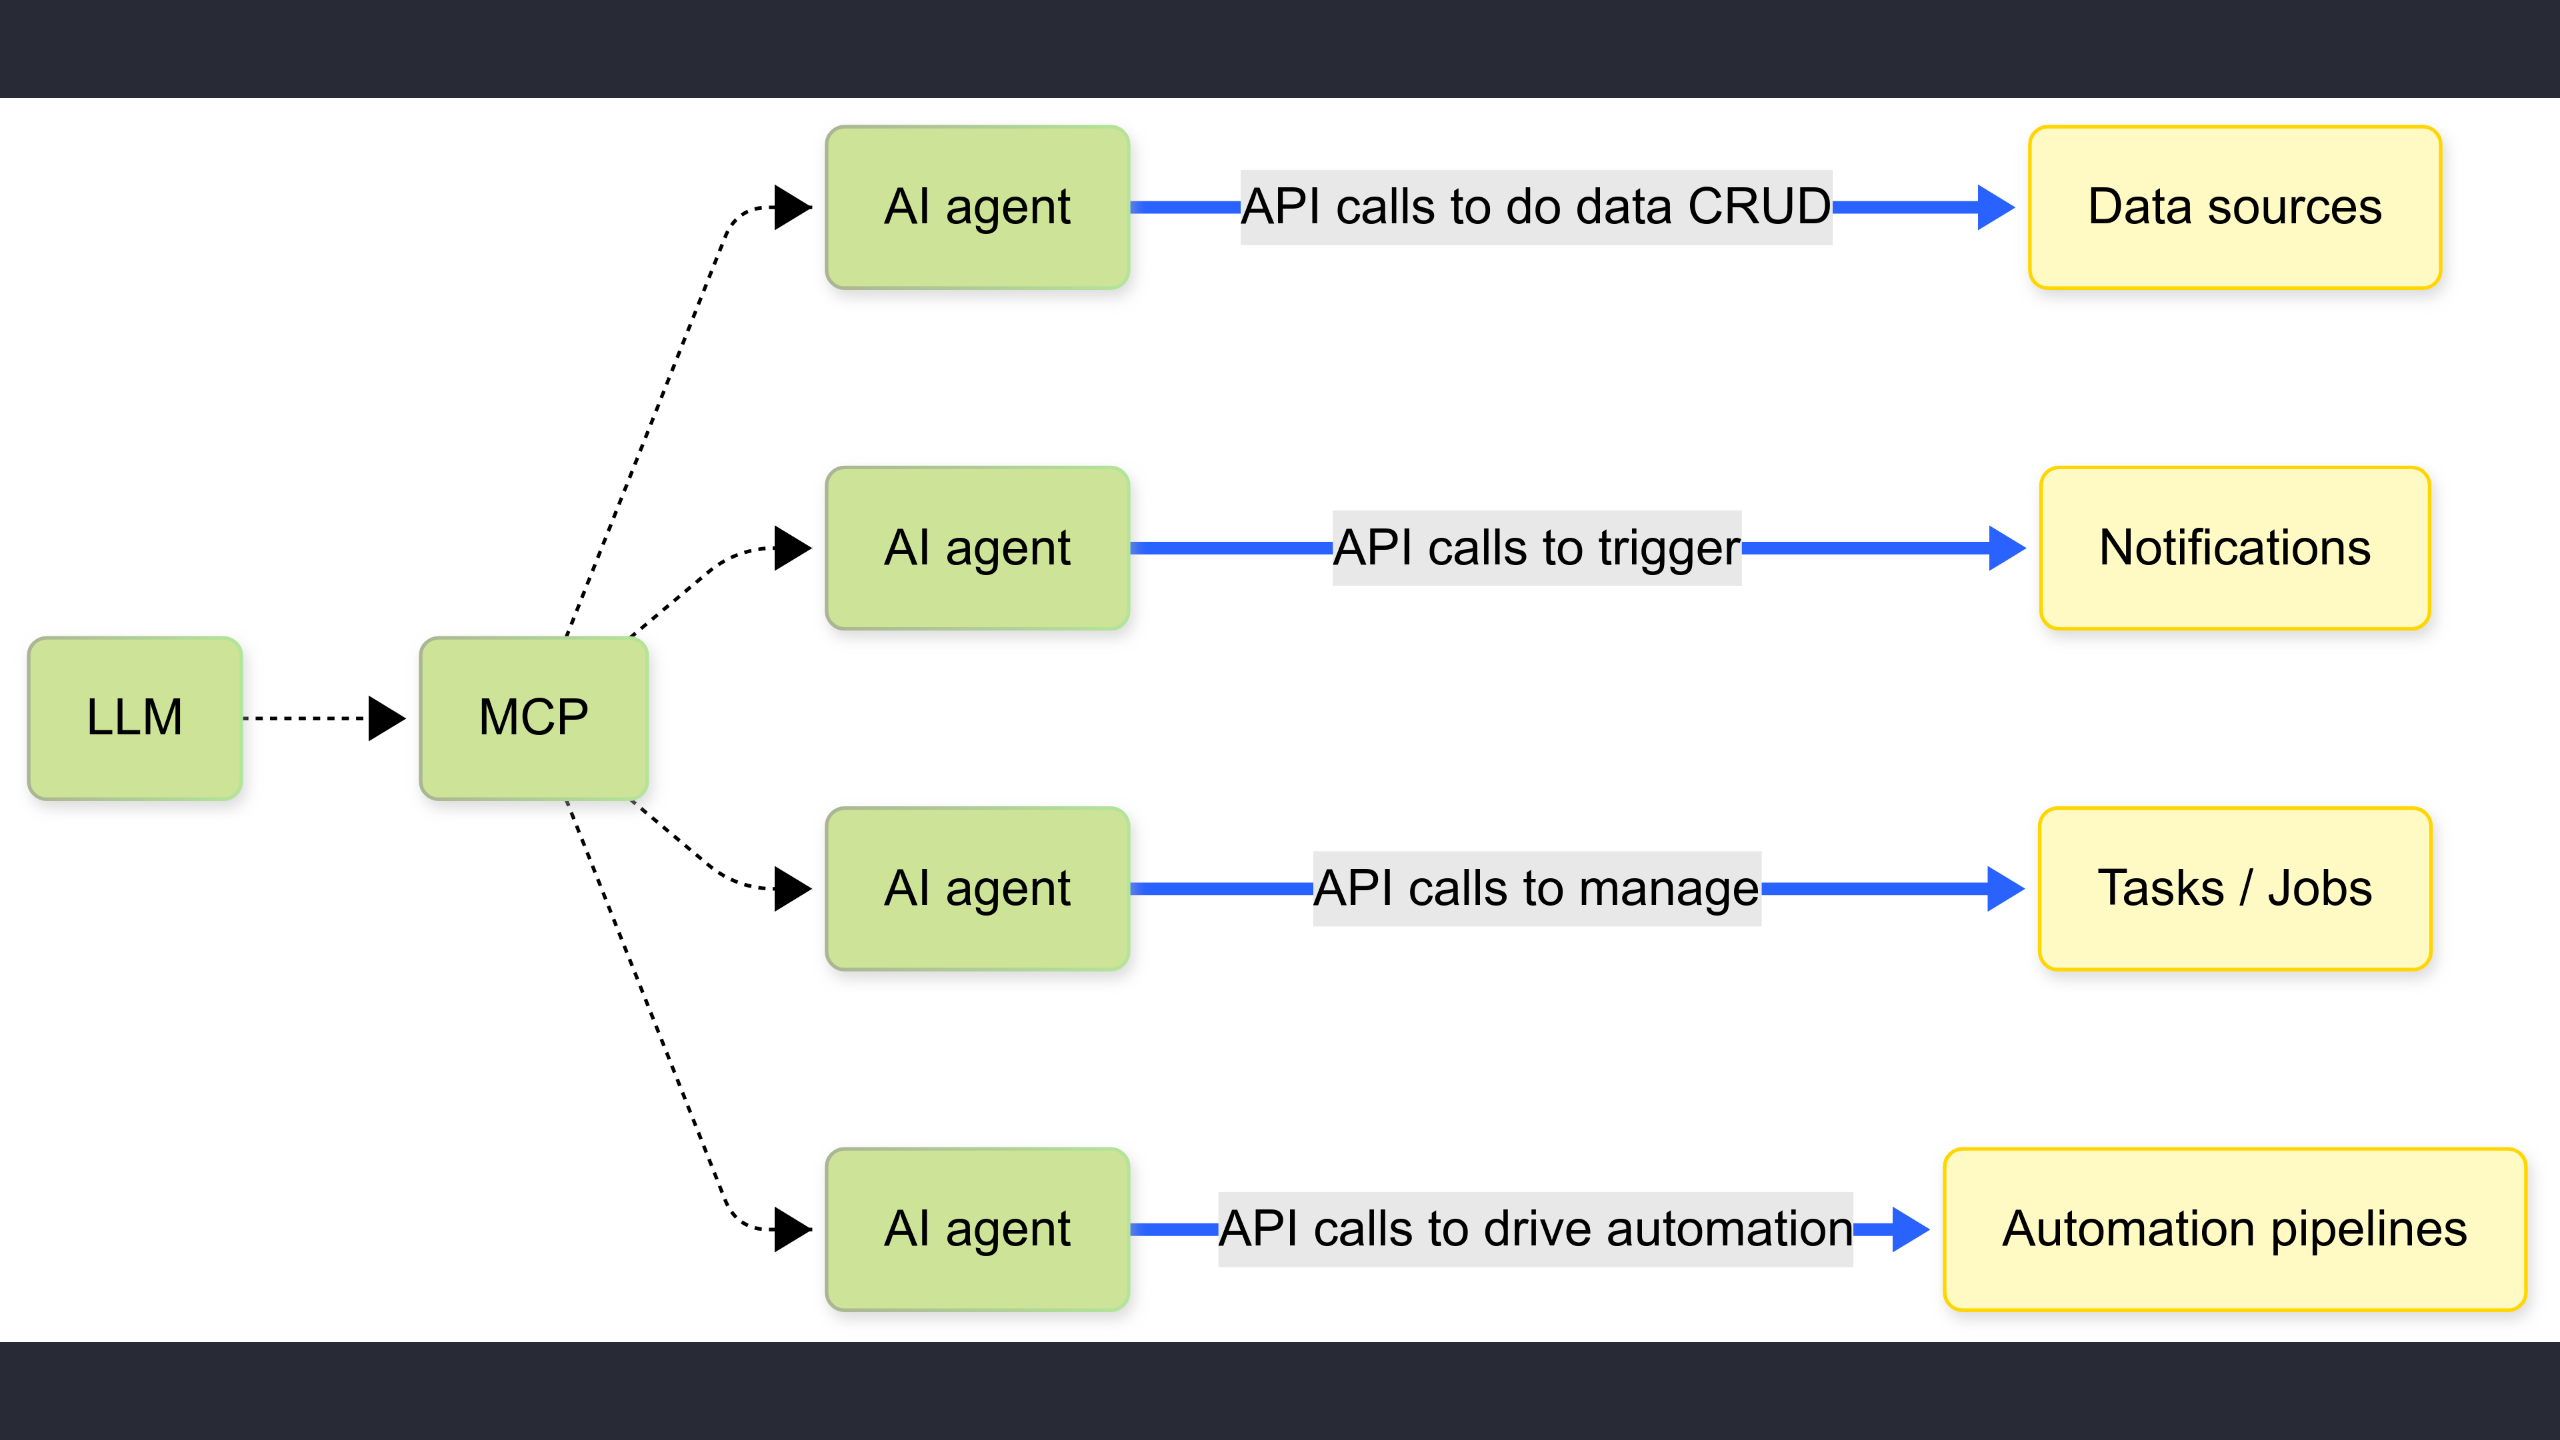 AI agent
API calls to do data CRUD
Data sources
AI agent
API calls to trigger
Notifications
LLM
MCP
AI agent
API calls to manage
Tasks / Jobs
AI agent
API calls to drive automation
Automation pipelines